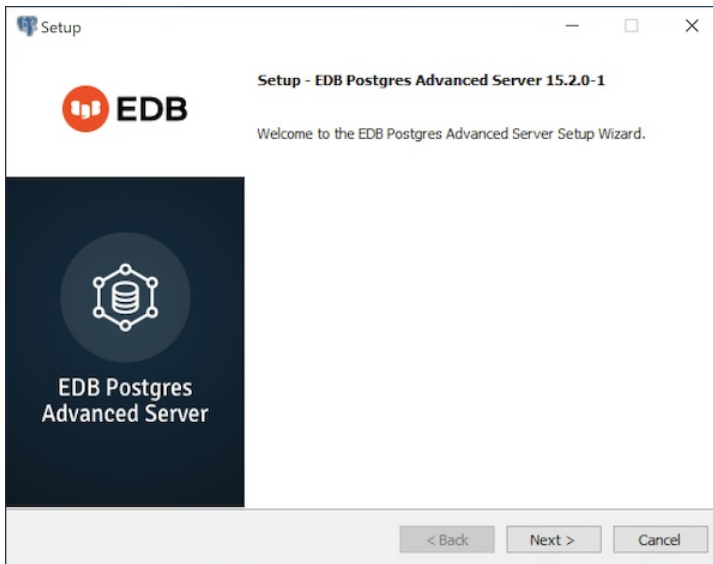 Setup
EDB
Setup - EDB Postgres Advanced Server 15.2.0-1
Welcome to the EDB Postgres Advanced Server Setup Wizard.
EDB Postgres
Advanced Server
< Back
Next >
Cancel